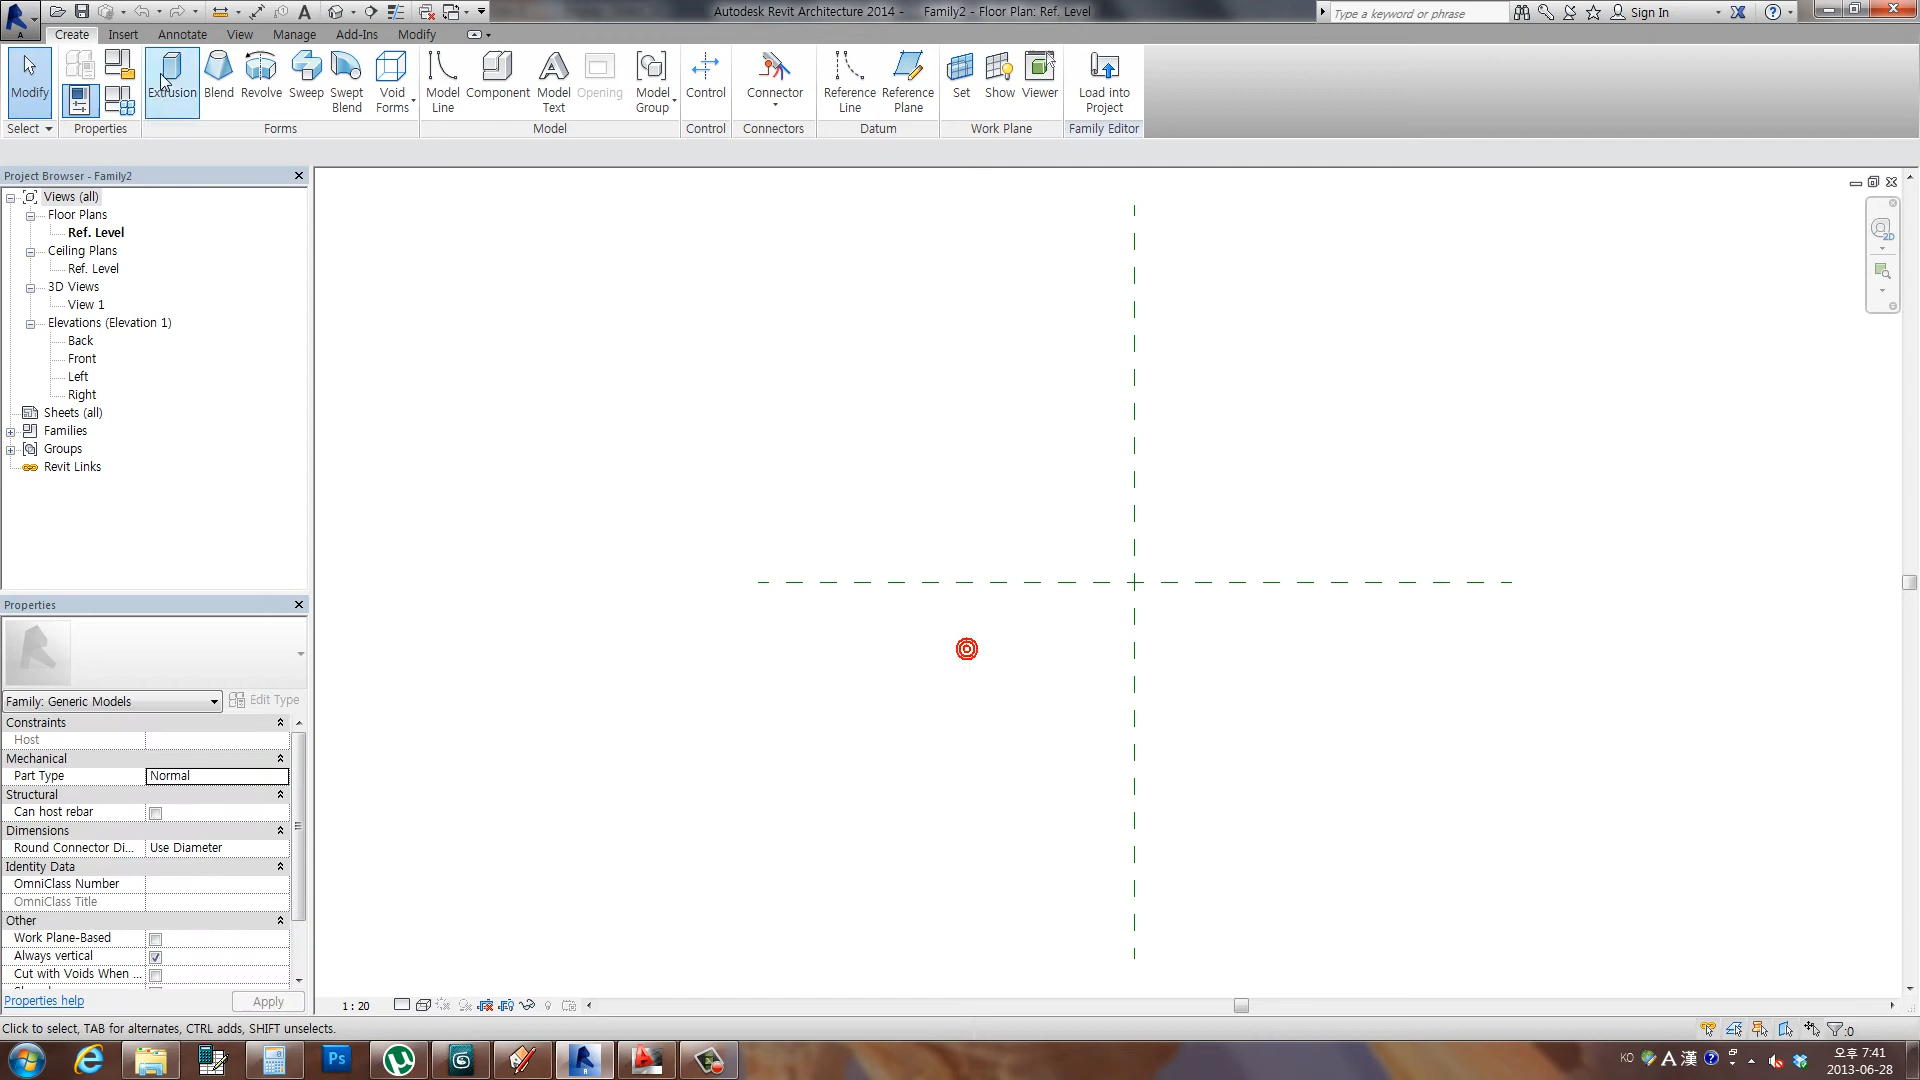 Autodesk Revit Architecture 2014 - Family2 - Floor Plan: Ref. Level
Type a keyword or phrase
Sign In
Create Insert Annotate View Manage Add-Ins Modify
Modify
Extrusion Blend Revolve Sweep Swept Blend Void Forms
Model Line Component Model Text Opening Model Group
Control
Connector
Reference Line Reference Plane
Set Show Viewer
Load into Project
Select Properties Forms Model Control Connectors Datum Work Plane Family Editor
Project Browser - Family2
Views (all)
Floor Plans
Ref. Level
Ceiling Plans
Ref. Level
3D Views
View 1
Elevations (Elevation 1)
Back
Front
Left
Right
Sheets (all)
Families
Groups
Revit Links
2D
Properties
Family: Generic Models Edit Type
Constraints
Host
Mechanical
Part Type Normal
Structural
Can host rebar
Dimensions
Round Connector Di... Use Diameter
Identity Data
OmniClass Number
OmniClass Title
Other
Work Plane-Based
Always vertical
Cut with Voids When ...
Properties help Apply
1 : 20
Click to select, TAB for alternates, CTRL adds, SHIFT unselects.
:0
Ps
KO A 漢
오후 7:41
2013-06-28